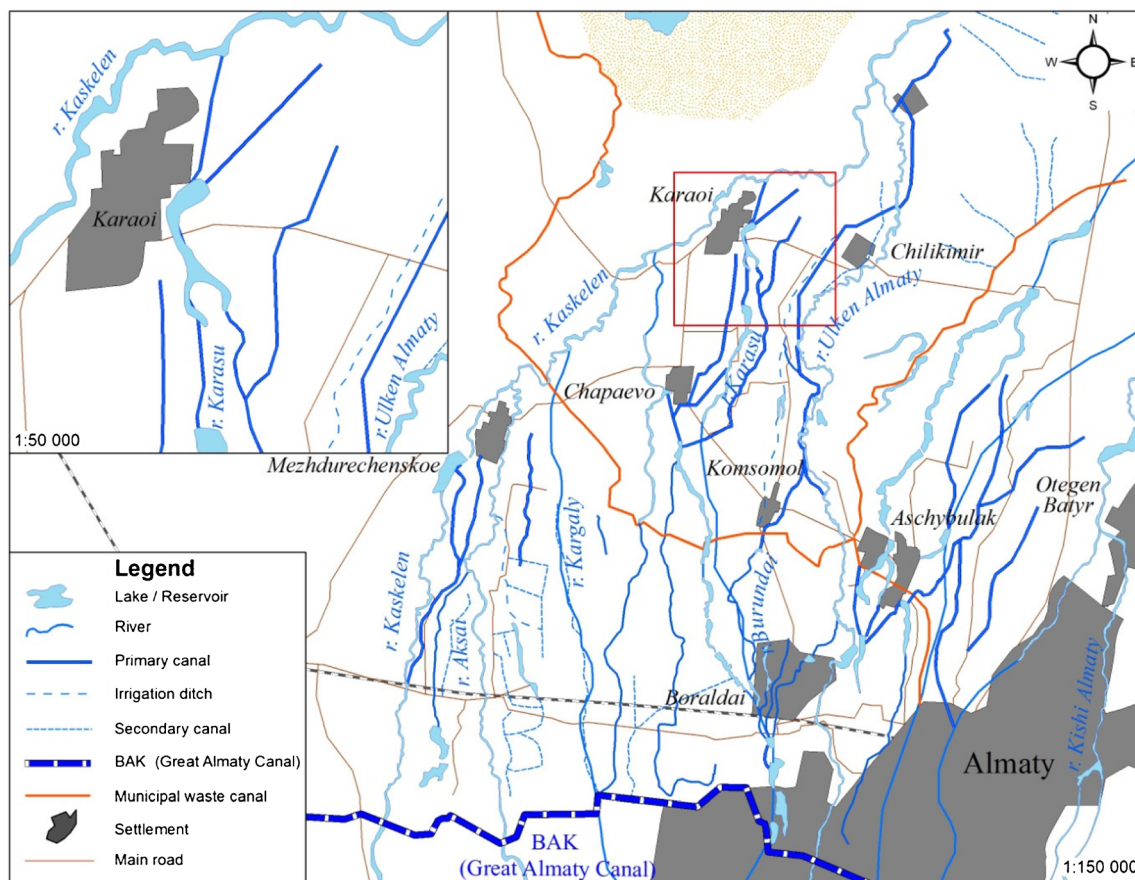 r. Kaskelen
Karaoi
r. Karasu
r.Ulken Almaty
1:50 000
N
W
E
S
Karaoi
Chilikimir
r. Kaskelen
r.Ulken Almaty
r.Karasu
Chapaevo
Mezhdurechenskoe
Komsomol
Otegen
Batyr
Aschybulak
r. Kargaly
r. Kaskelen
r. Aksai
r.Burundai
Boraldai
r. Kishi Almaty
Almaty
BAK
(Great Almaty Canal)
1:150 000
Legend
Lake / Reservoir
River
Primary canal
Irrigation ditch
Secondary canal
BAK (Great Almaty Canal)
Municipal waste canal
Settlement
Main road